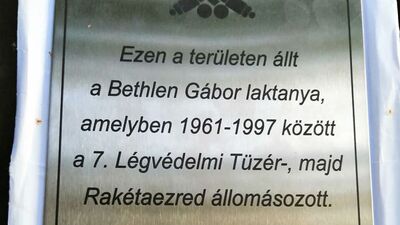 Ezen a területen állt
a Bethlen Gábor laktanya,
amelyben 1961-1997 között
a 7. Légvédelmi Tüzér-, majd
Rakétaezred állomásozott.